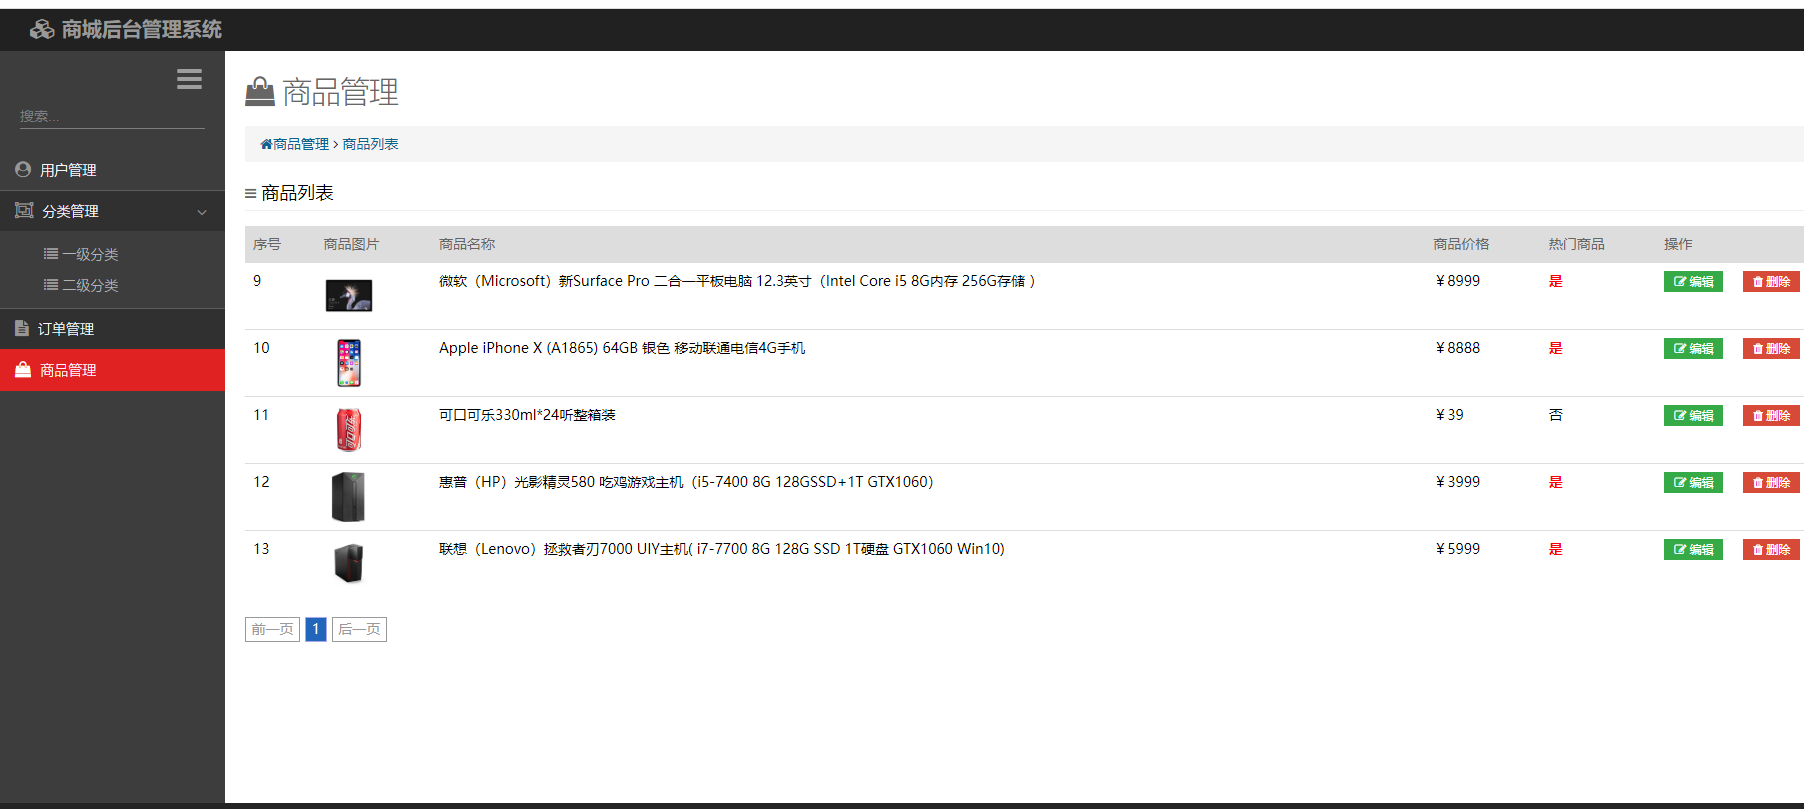 商城后台管理系统
搜索...
用户管理
分类管理
一级分类
二级分类
订单管理
商品管理
商品管理
商品管理 > 商品列表
商品列表
序号 商品图片 商品名称 商品价格 热门商品 操作
9 微软（Microsoft）新Surface Pro 二合一平板电脑 12.3英寸（Intel Core i5 8G内存 256G存储 ） ￥8999 是 编辑 删除
10 Apple iPhone X (A1865) 64GB 银色 移动联通电信4G手机 ￥8888 是 编辑 删除
11 可口可乐330ml*24听整箱装 ￥39 否 编辑 删除
12 惠普（HP）光影精灵580 吃鸡游戏主机（i5-7400 8G 128GSSD+1T GTX1060） ￥3999 是 编辑 删除
13 联想（Lenovo）拯救者刃7000 UIY主机( i7-7700 8G 128G SSD 1T硬盘 GTX1060 Win10) ￥5999 是 编辑 删除
前一页 1 后一页